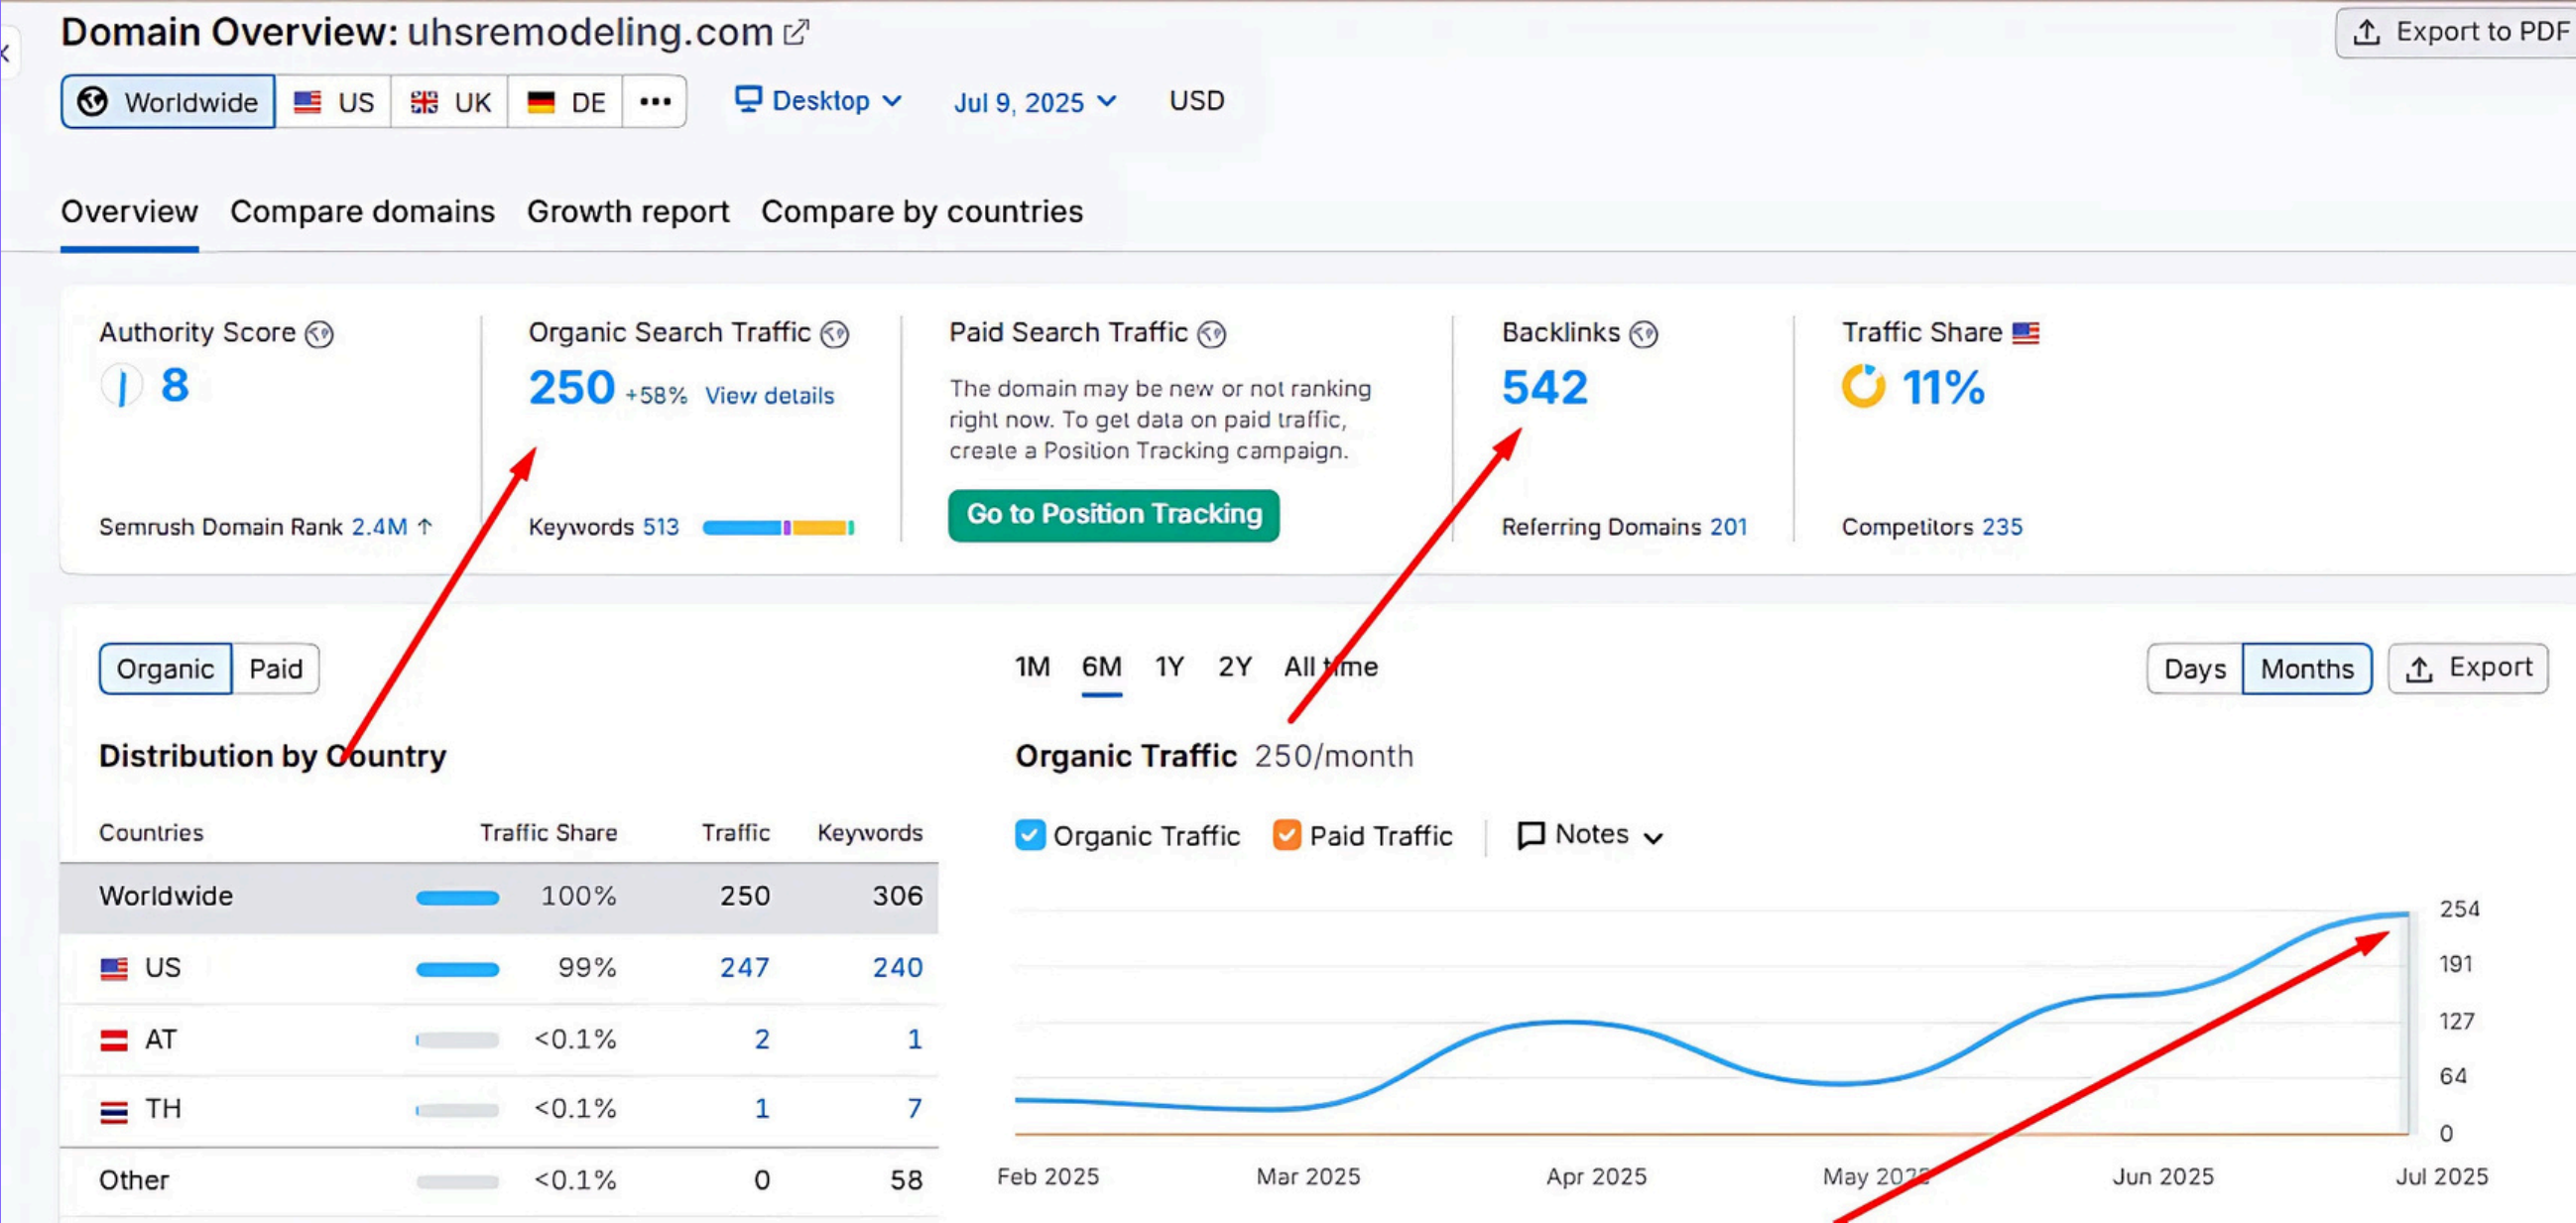 Domain Overview: uhsremodeling.com
Export to PDF
Worldwide US UK DE ••• Desktop Jul 9, 2025 USD
Overview Compare domains Growth report Compare by countries
Authority Score
8
Semrush Domain Rank 2.4M ↑
Organic Search Traffic
250 +58% View details
Keywords 513
Paid Search Traffic
The domain may be new or not ranking
right now. To get data on paid traffic,
create a Position Tracking campaign.
Go to Position Tracking
Backlinks
542
Referring Domains 201
Traffic Share
11%
Competitors 235
Organic Paid
Distribution by Country
Countries Traffic Share Traffic Keywords
Worldwide 100% 250 306
US 99% 247 240
AT <0.1% 2 1
TH <0.1% 1 7
Other <0.1% 0 58
1M 6M 1Y 2Y All time
Days Months Export
Organic Traffic 250/month
Organic Traffic Paid Traffic Notes
254
191
127
64
0
Feb 2025 Mar 2025 Apr 2025 May 2025 Jun 2025 Jul 2025